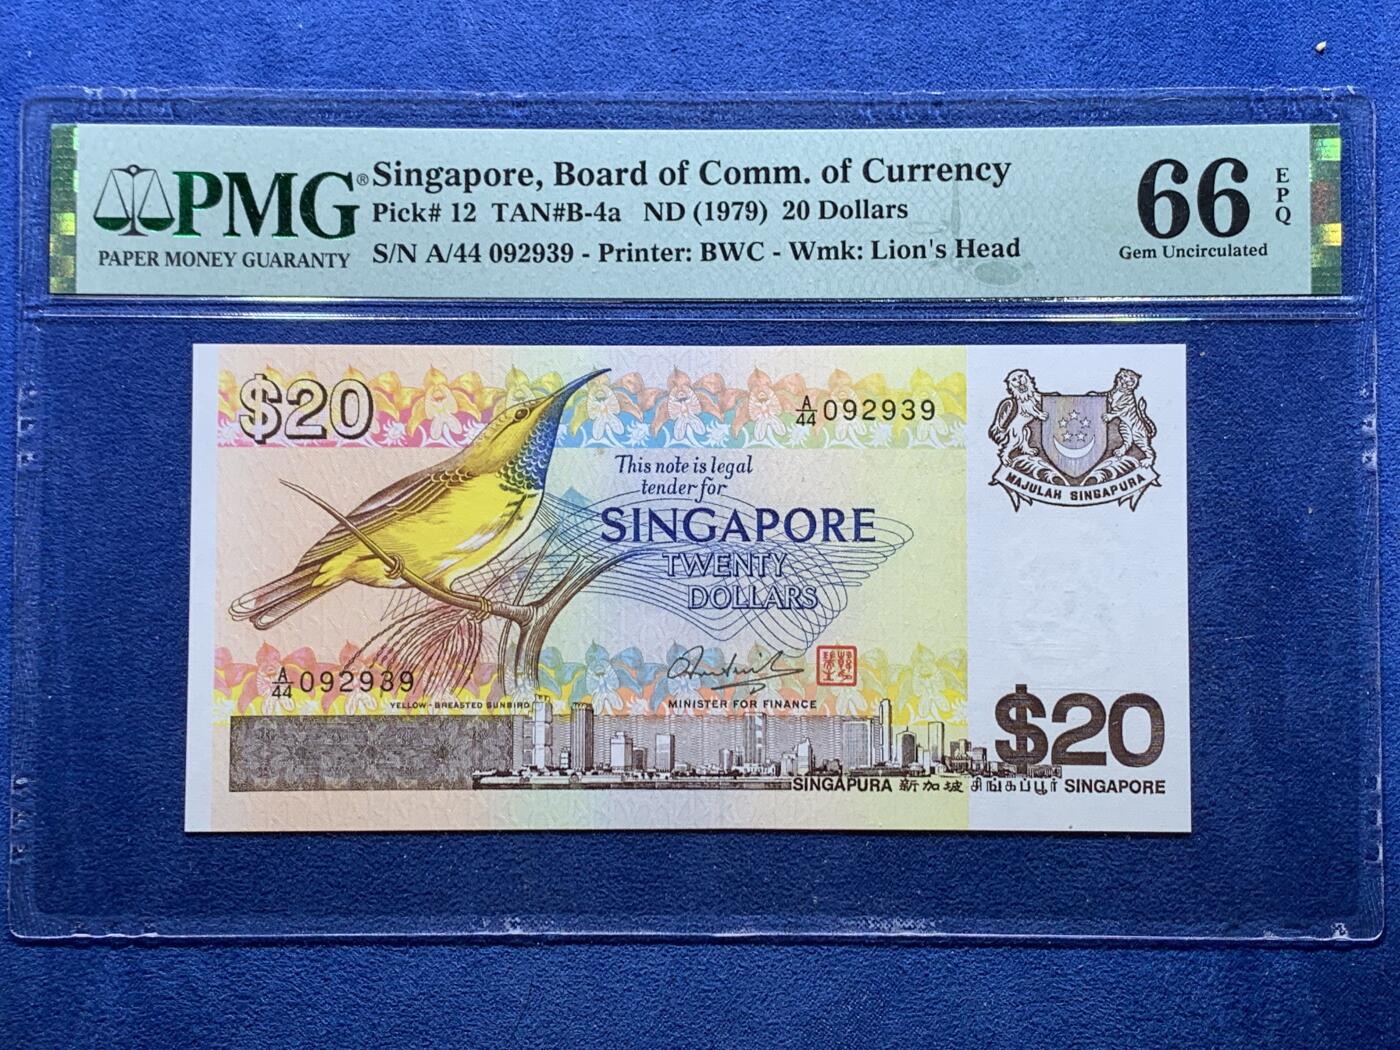 PMG®
PAPER MONEY GUARANTY
Singapore, Board of Comm. of Currency
Pick# 12 TAN#B-4a ND (1979) 20 Dollars
S/N A/44 092939 - Printer: BWC - Wmk: Lion's Head
66
EPQ
Gem Uncirculated
$20
A/44 092939
This note is legal
tender for
SINGAPORE
TWENTY
DOLLARS
MAJULAH SINGAPURA
A/44 092939
YELLOW-BREASTED SUNBIRD
MINISTER FOR FINANCE
$20
SINGAPURA 新加坡 சிங்கப்பூர் SINGAPORE